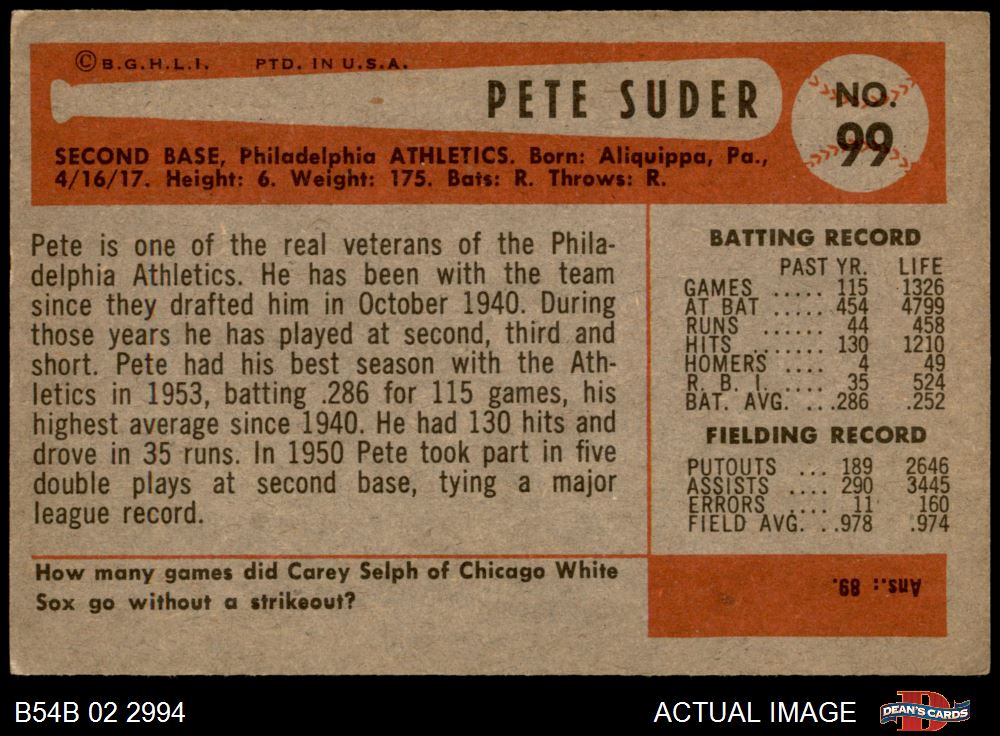 © B.G.H.L.I. PTD. IN U.S.A.
PETE SUDER
NO.
99
SECOND BASE, Philadelphia ATHLETICS. Born: Aliquippa, Pa.,
4/16/17. Height: 6. Weight: 175. Bats: R. Throws: R.
Pete is one of the real veterans of the Phila-
delphia Athletics. He has been with the team
since they drafted him in October 1940. During
those years he has played at second, third and
short. Pete had his best season with the Ath-
letics in 1953, batting .286 for 115 games, his
highest average since 1940. He had 130 hits and
drove in 35 runs. In 1950 Pete took part in five
double plays at second base, tying a major
league record.
BATTING RECORD
PAST YR. LIFE
GAMES ..... 115 1326
AT BAT ..... 454 4799
RUNS ...... 44 458
HITS ....... 130 1210
HOMERS .... 4 49
R. B. I. .... 35 524
BAT. AVG. ...286 .252
FIELDING RECORD
PUTOUTS ... 189 2646
ASSISTS .... 290 3445
ERRORS .... 11 160
FIELD AVG. ..978 .974
How many games did Carey Selph of Chicago White
Sox go without a strikeout?
Ans.: 89.
B54B 02 2994
ACTUAL IMAGE
D
DEAN'S CARDS